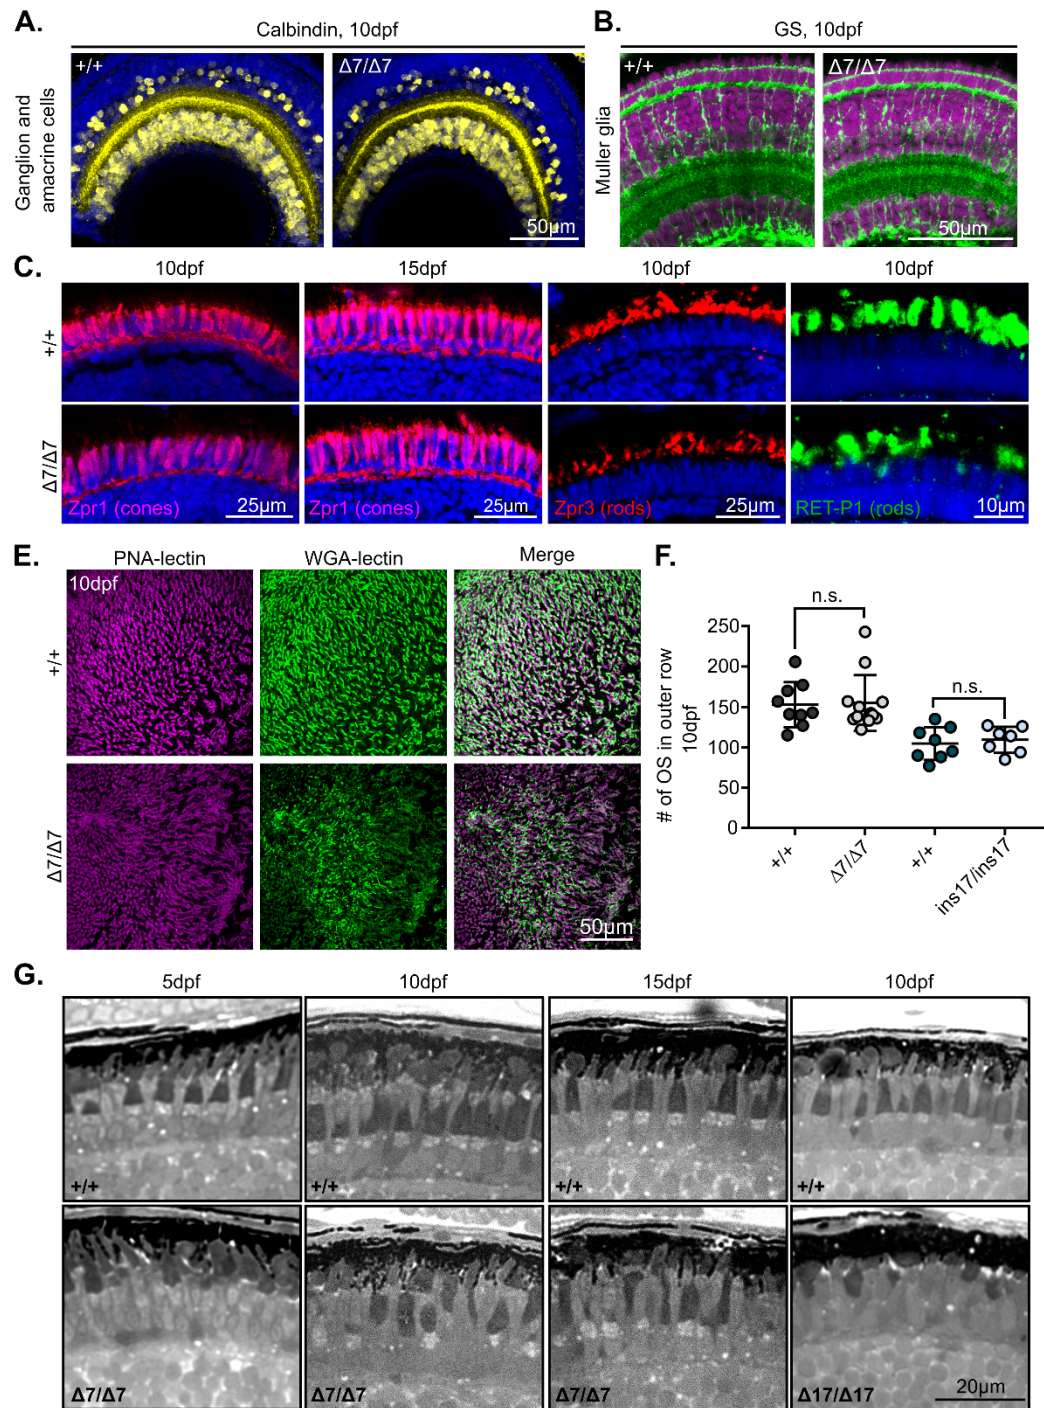 A.
Calbindin, 10dpf
+/+
Δ7/Δ7
Ganglion and
amacrine cells
50µm
B.
GS, 10dpf
+/+
Δ7/Δ7
Muller glia
50µm
C.
10dpf
15dpf
10dpf
10dpf
+/+
Δ7/Δ7
Zpr1 (cones)
25µm
Zpr1 (cones)
25µm
Zpr3 (rods)
25µm
RET-P1 (rods)
10µm
E.
PNA-lectin
WGA-lectin
Merge
10dpf
+/+
Δ7/Δ7
50µm
F.
n.s.
n.s.
# of OS in outer row
10dpf
250
200
150
100
50
0
+/+
Δ7/Δ7
+/+
ins17/ins17
G.
5dpf
10dpf
15dpf
10dpf
+/+
+/+
+/+
+/+
Δ7/Δ7
Δ7/Δ7
Δ7/Δ7
Δ17/Δ17
20µm